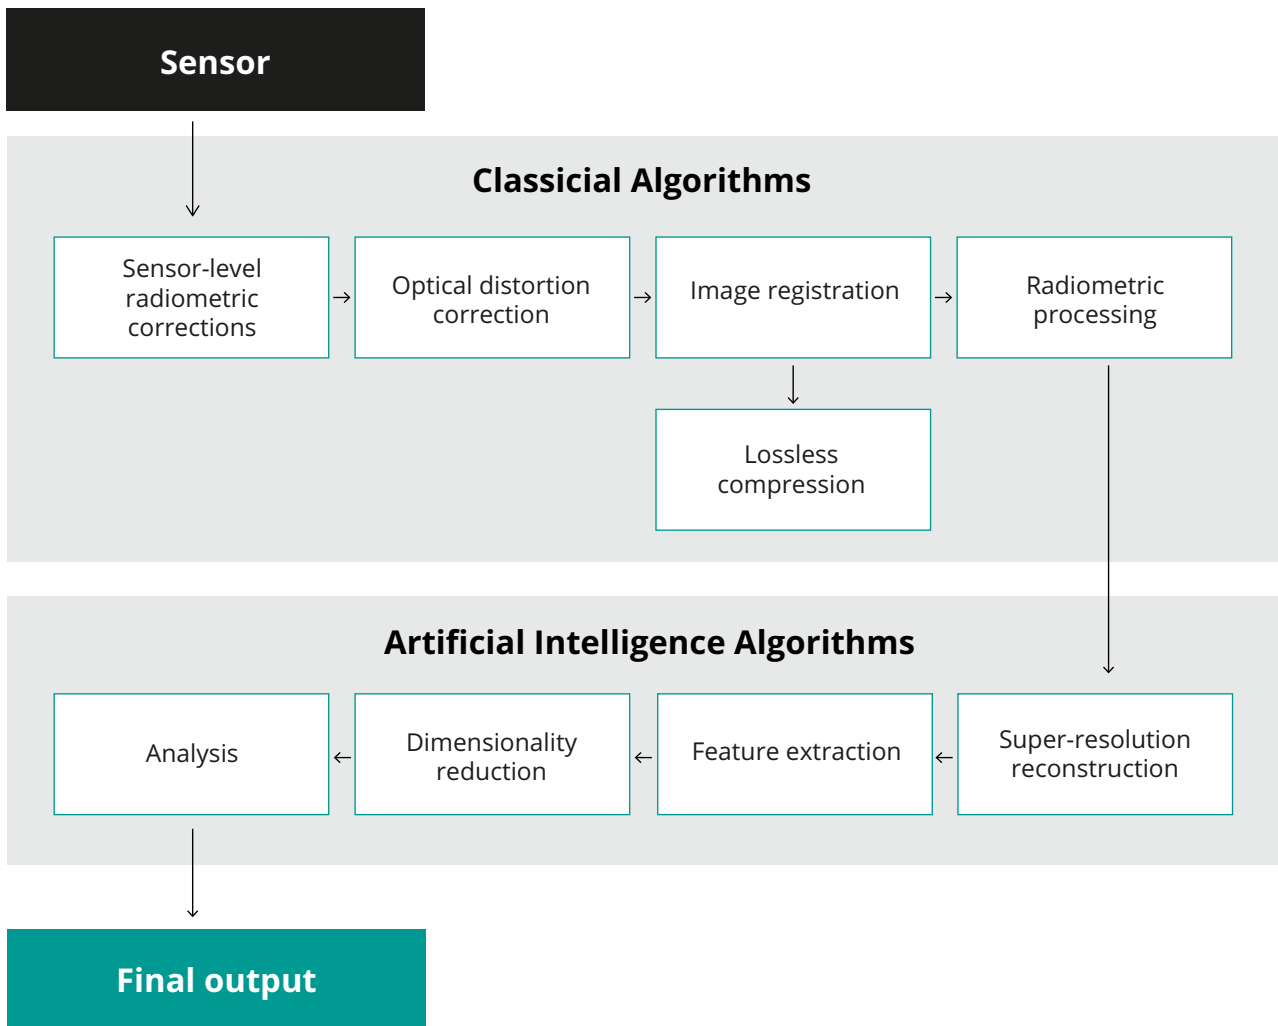 Sensor
Classicial Algorithms
Sensor-level
radiometric
corrections
Optical distortion
correction
Image registration
Radiometric
processing
Lossless
compression
Artificial Intelligence Algorithms
Analysis
Dimensionality
reduction
Feature extraction
Super-resolution
reconstruction
Final output